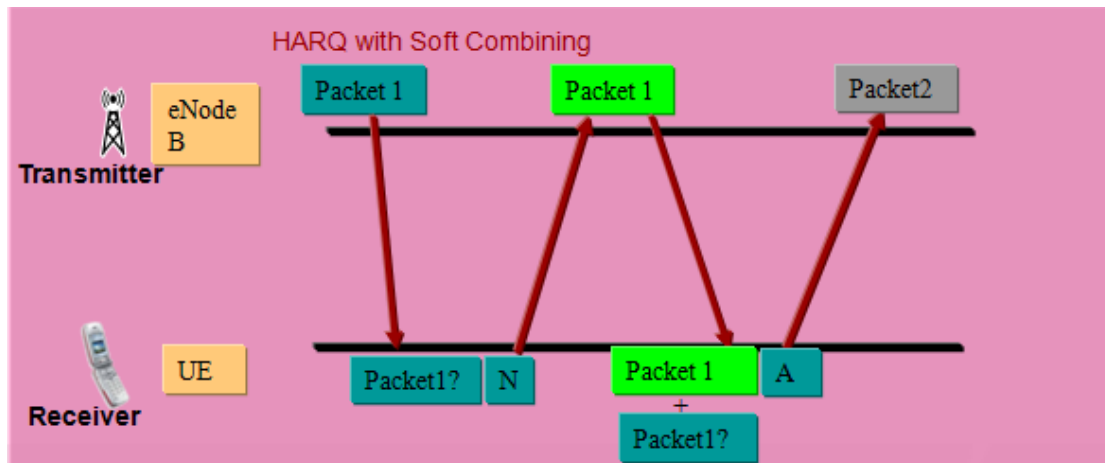 HARQ with Soft Combining
Packet 1
Packet 1
Packet2
eNode
B
Transmitter
UE
Receiver
Packet1?
N
Packet 1
A
+
Packet1?